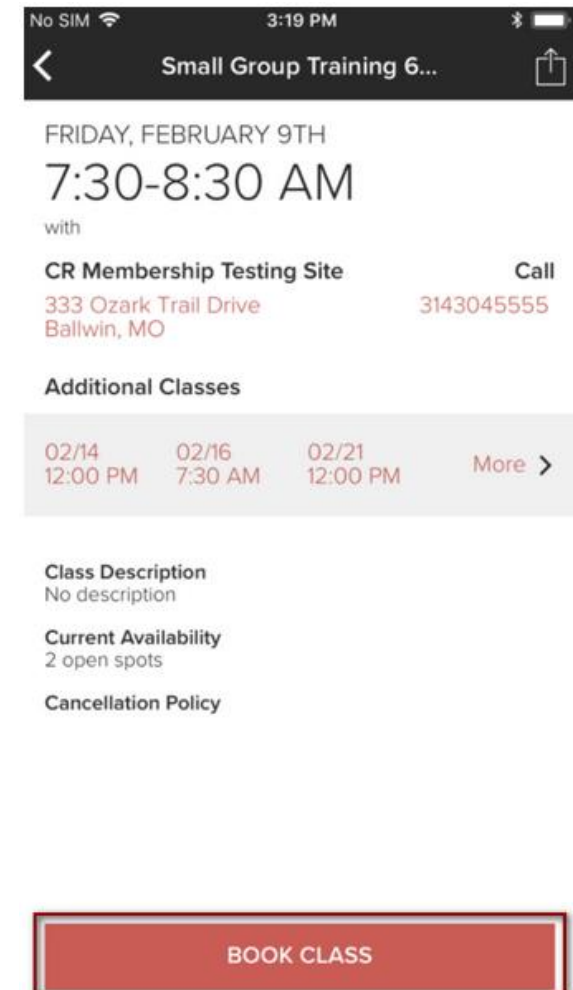 No SIM 3:19 PM
Small Group Training 6...
FRIDAY, FEBRUARY 9TH
7:30-8:30 AM
with
CR Membership Testing Site Call
333 Ozark Trail Drive 3143045555
Ballwin, MO
Additional Classes
02/14 02/16 02/21
12:00 PM 7:30 AM 12:00 PM More
Class Description
No description
Current Availability
2 open spots
Cancellation Policy
BOOK CLASS